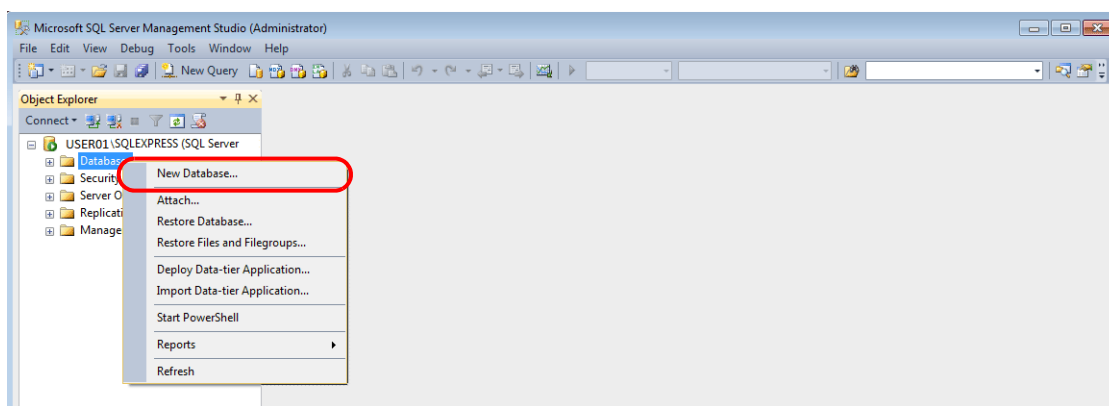 Microsoft SQL Server Management Studio (Administrator)
File Edit View Debug Tools Window Help
New Query
Object Explorer
Connect
USER01\SQLEXPRESS (SQL Server
Databas
Security
Server O
Replicati
Manage
New Database...
Attach...
Restore Database...
Restore Files and Filegroups...
Deploy Data-tier Application...
Import Data-tier Application...
Start PowerShell
Reports
Refresh